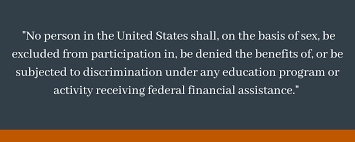 "No person in the United States shall, on the basis of sex, be
excluded from participation in, be denied the benefits of, or be
subjected to discrimination under any education program or
activity receiving federal financial assistance."